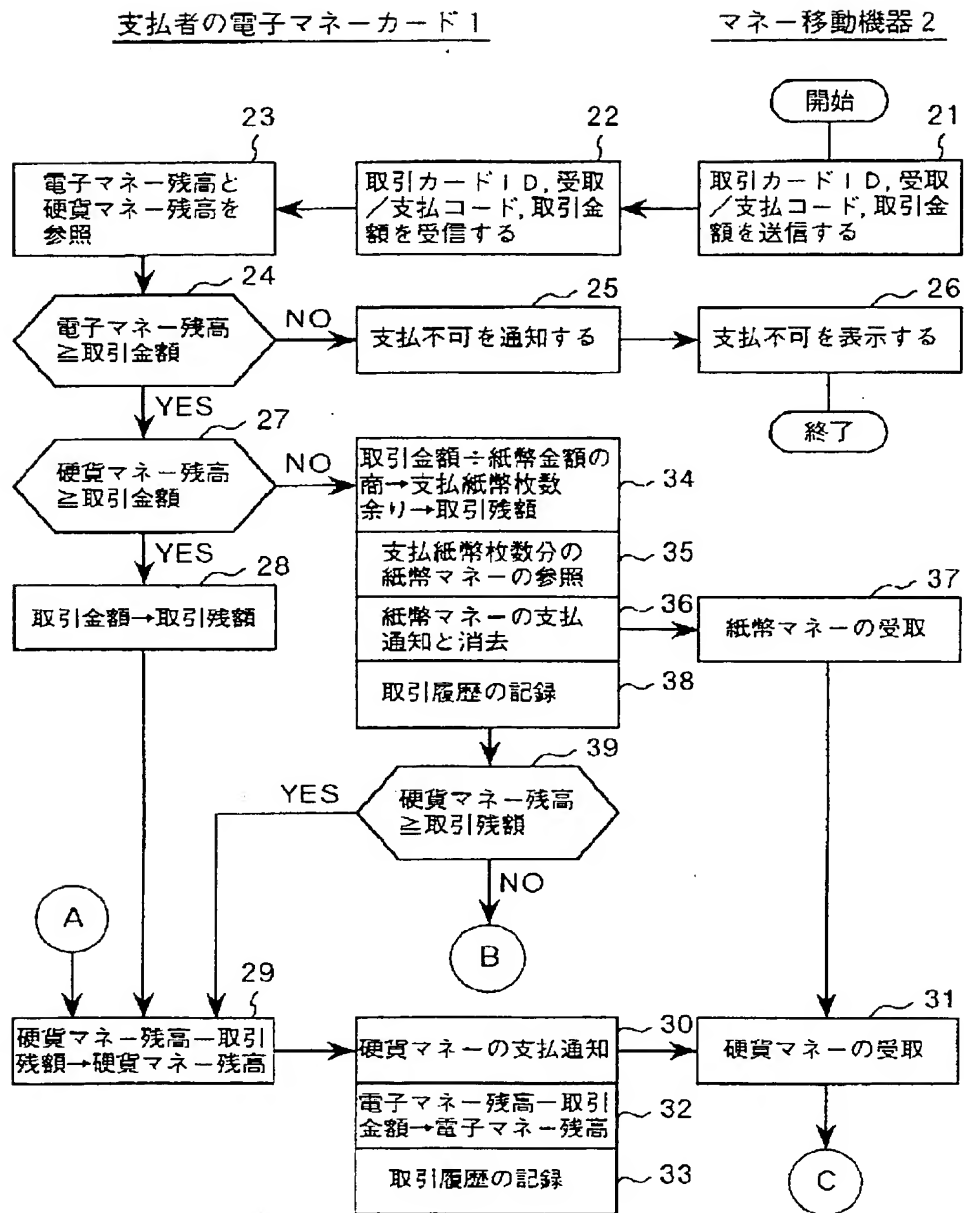 支払者の電子マネーカード1
マネー移動機器2
開始
23
22
21
電子マネー残高と
硬貨マネー残高を
参照
取引カードID,受取
/支払コード,取引金
額を受信する
取引カードID,受取
/支払コード,取引金
額を送信する
24
25
26
電子マネー残高
≧取引金額
NO
支払不可を通知する
支払不可を表示する
YES
27
終了
硬貨マネー残高
≧取引金額
NO
取引金額÷紙幣金額の
商→支払紙幣枚数
余り→取引残額
34
YES
28
支払紙幣枚数分の
紙幣マネーの参照
35
37
取引金額→取引残額
紙幣マネーの支払
通知と消去
36
紙幣マネーの受取
取引履歴の記録
38
39
YES
硬貨マネー残高
≧取引残額
NO
A
B
29
31
硬貨マネー残高ー取引
残額→硬貨マネー残高
硬貨マネーの支払通知
30
硬貨マネーの受取
電子マネー残高ー取引
金額→電子マネー残高
32
取引履歴の記録
33
C